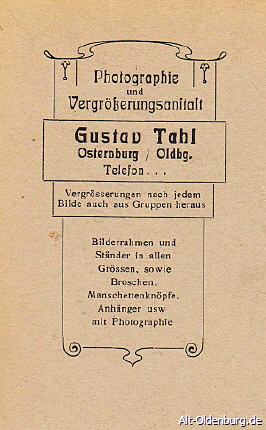 Photographie
und
Vergrößerungsanstalt
Gustav Tahl
Osternburg / Oldbg.
Telefon...
Vergrösserungen nach jedem
Bilde auch aus Gruppen heraus
Bilderrahmen und
Ständer in allen
Grössen, sowie
Broschen,
Manschettenknöpfe,
Anhänger usw
mit Photographie
Alt-Oldenburg.de